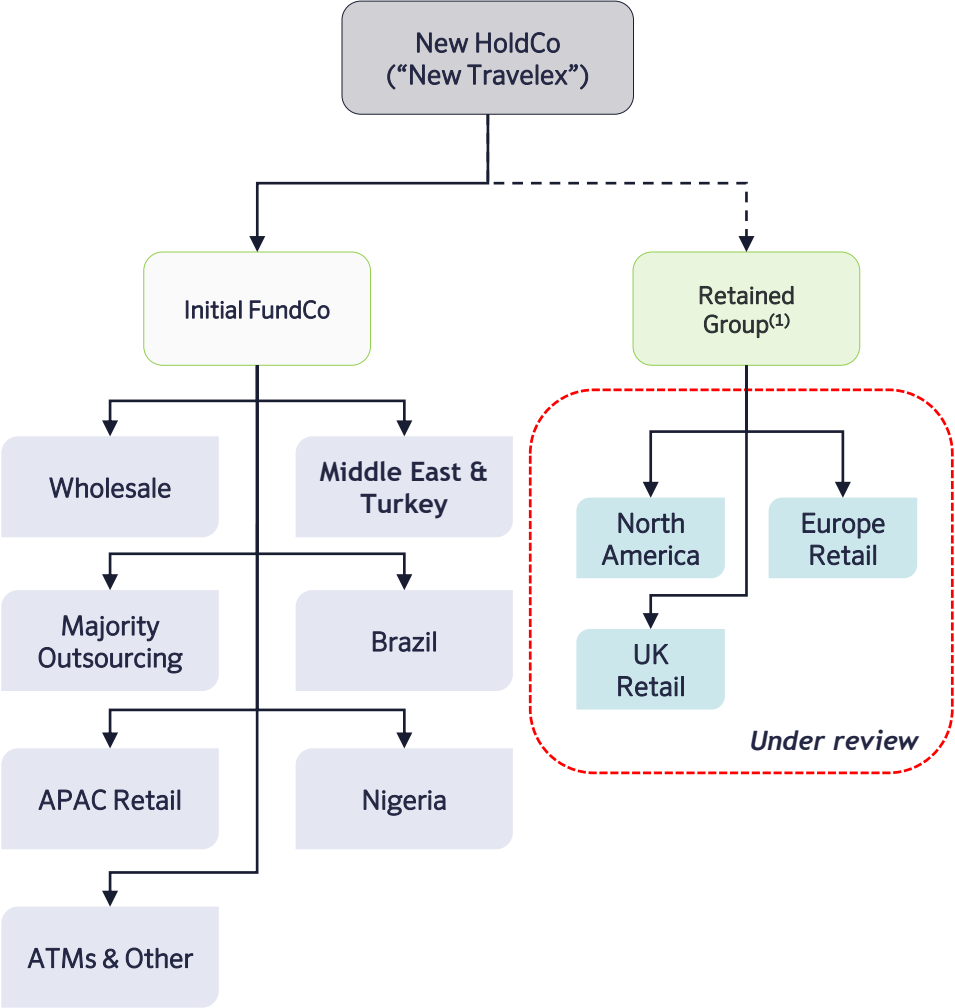 New HoldCo
(“New Travelex”)
Initial FundCo
Retained
Group(1)
Wholesale
Middle East &
Turkey
North
America
Europe
Retail
Majority
Outsourcing
Brazil
UK
Retail
Under review
APAC Retail
Nigeria
ATMs & Other